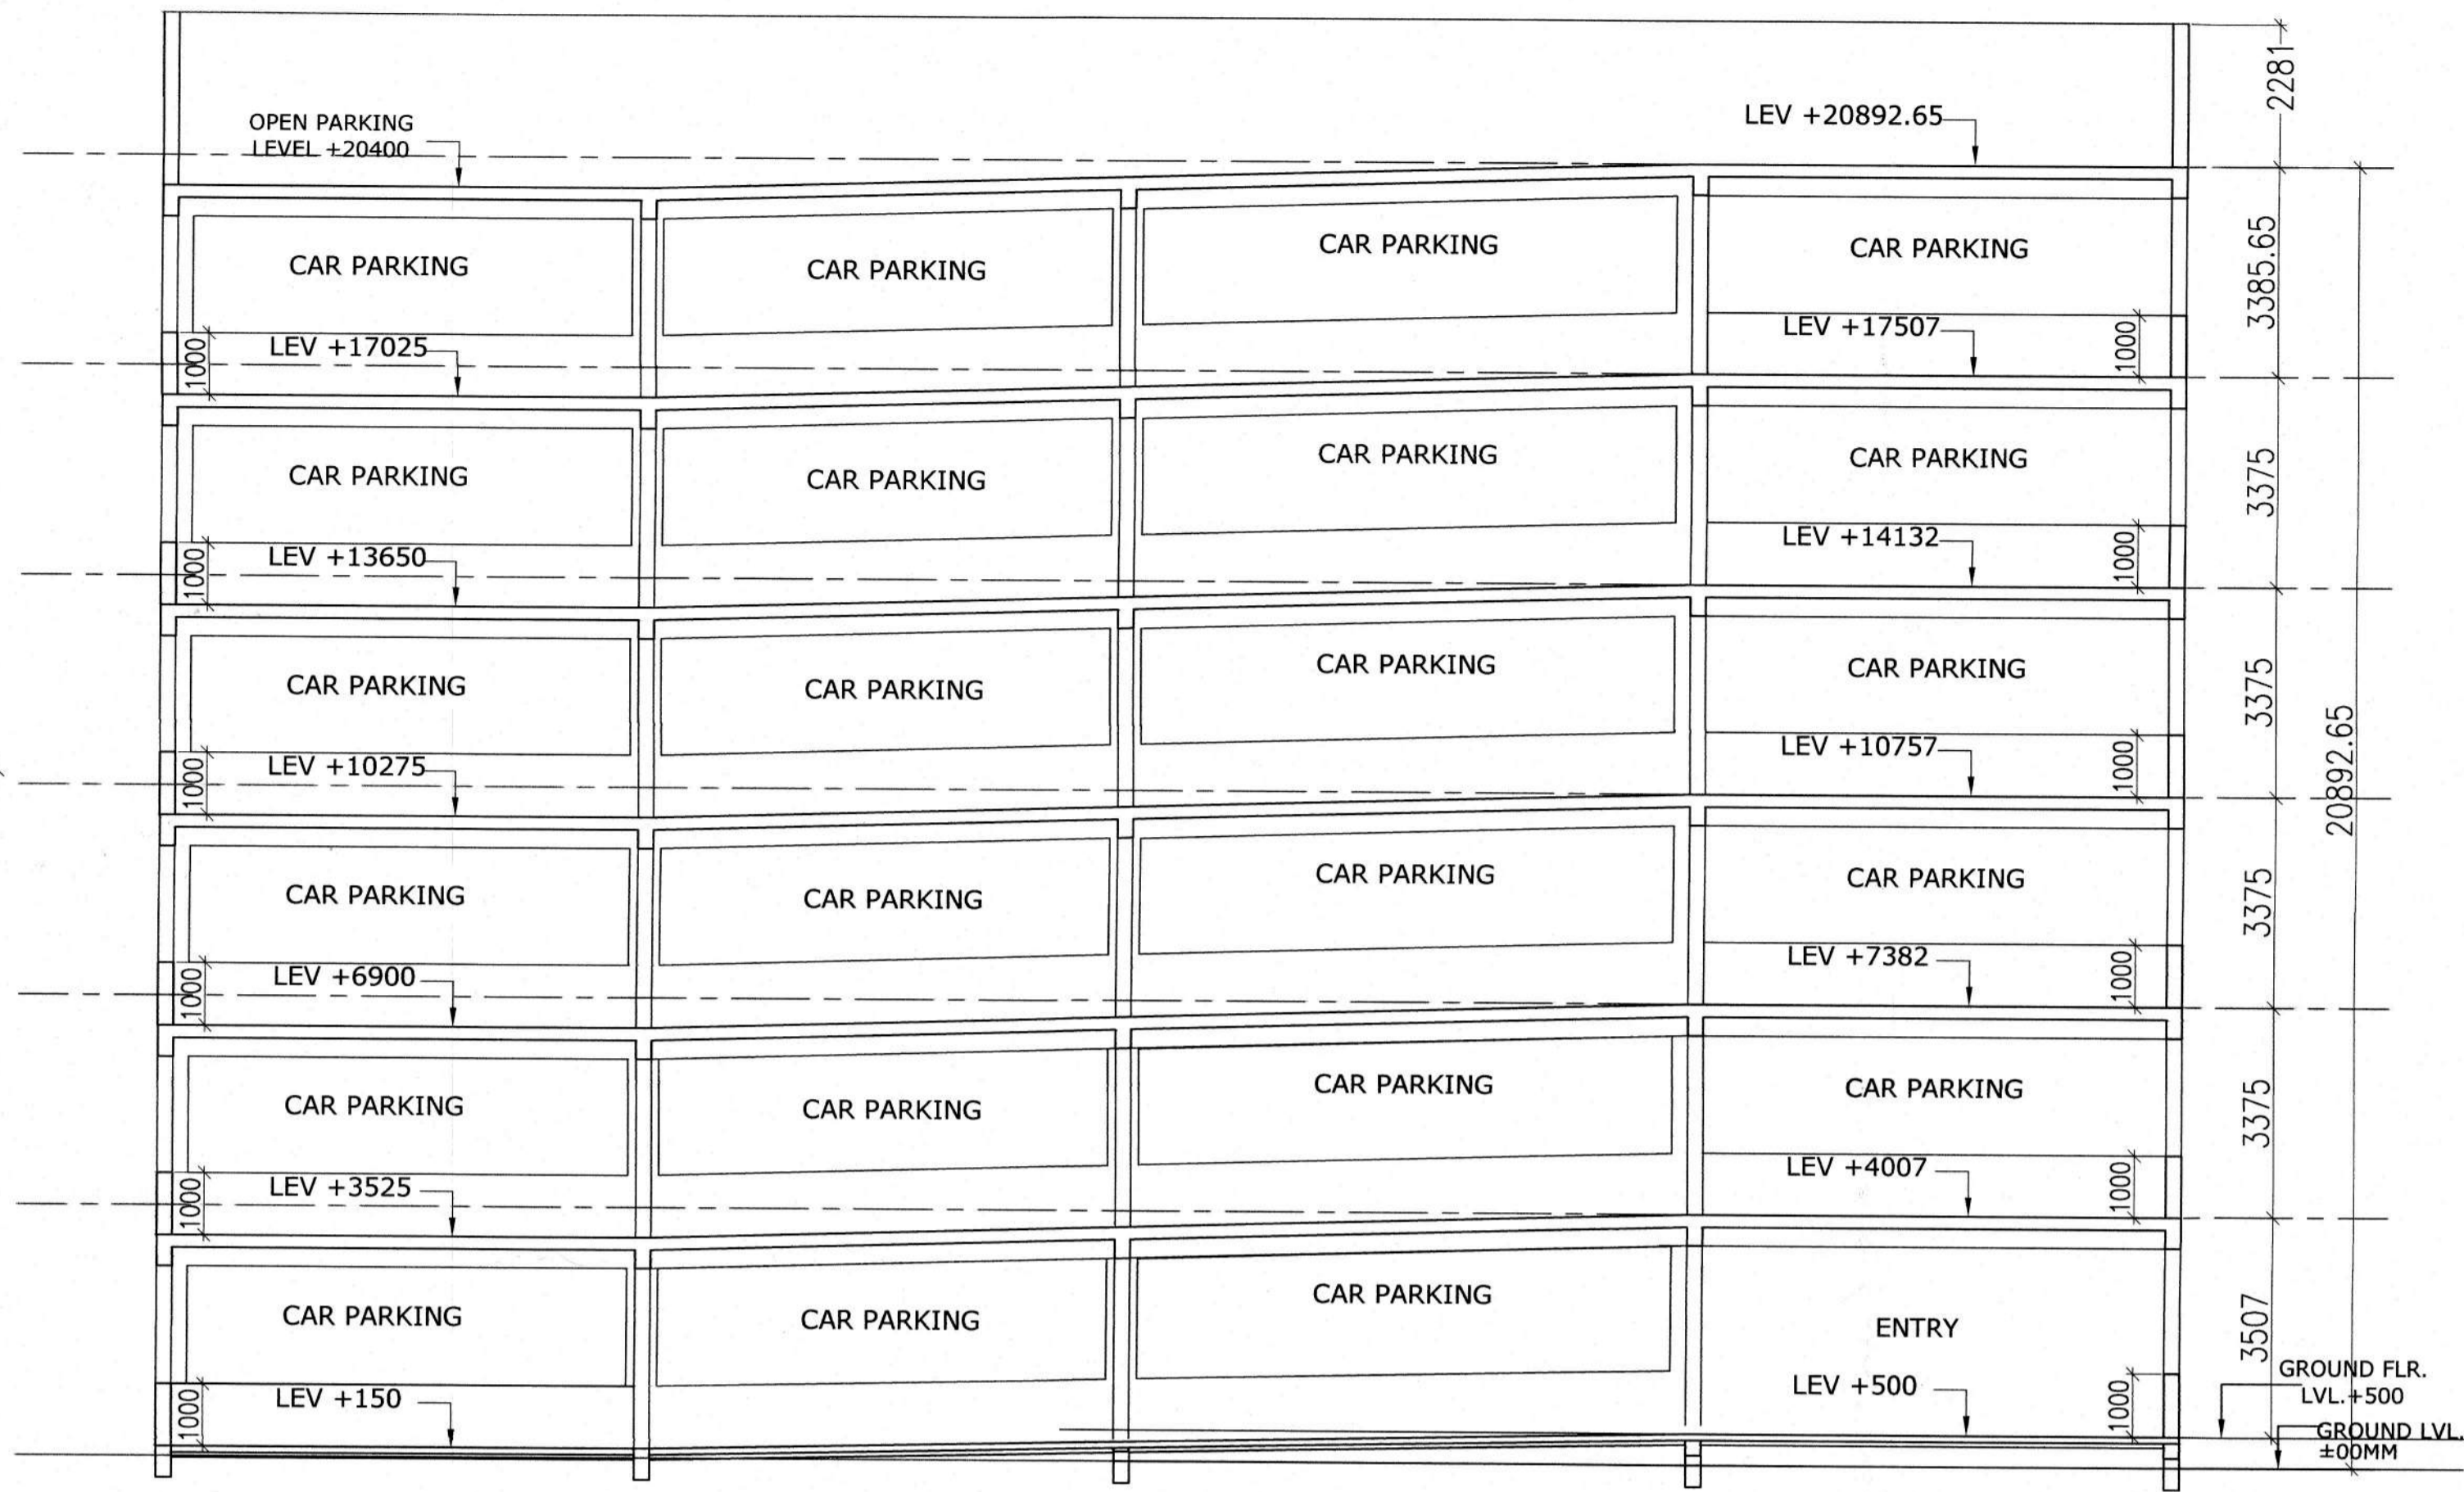 2281
OPEN PARKING
LEVEL +20400
LEV +20892.65
CAR PARKING
CAR PARKING
CAR PARKING
CAR PARKING
3385.65
1000
LEV +17025
LEV +17507
1000
CAR PARKING
CAR PARKING
CAR PARKING
CAR PARKING
3375
1000
LEV +13650
LEV +14132
1000
CAR PARKING
CAR PARKING
CAR PARKING
CAR PARKING
3375
20892.65
1000
LEV +10275
LEV +10757
1000
CAR PARKING
CAR PARKING
CAR PARKING
CAR PARKING
3375
1000
LEV +6900
LEV +7382
1000
CAR PARKING
CAR PARKING
CAR PARKING
CAR PARKING
3375
1000
LEV +3525
LEV +4007
1000
CAR PARKING
CAR PARKING
CAR PARKING
ENTRY
3507
1000
LEV +150
LEV +500
1000
GROUND FLR.
LVL.+500
GROUND LVL.
±00MM